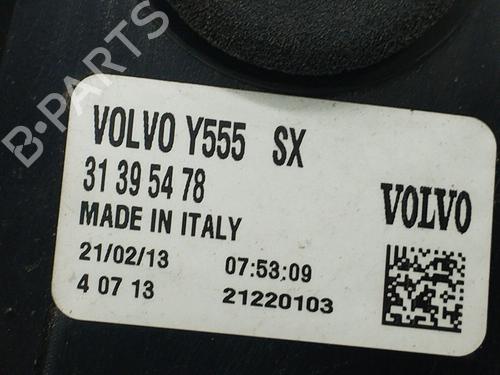 B-PARTS
VOLVO Y555 SX
31 39 54 78
MADE IN ITALY
VOLVO
21/02/13 07:53:09
4 07 13 21220103